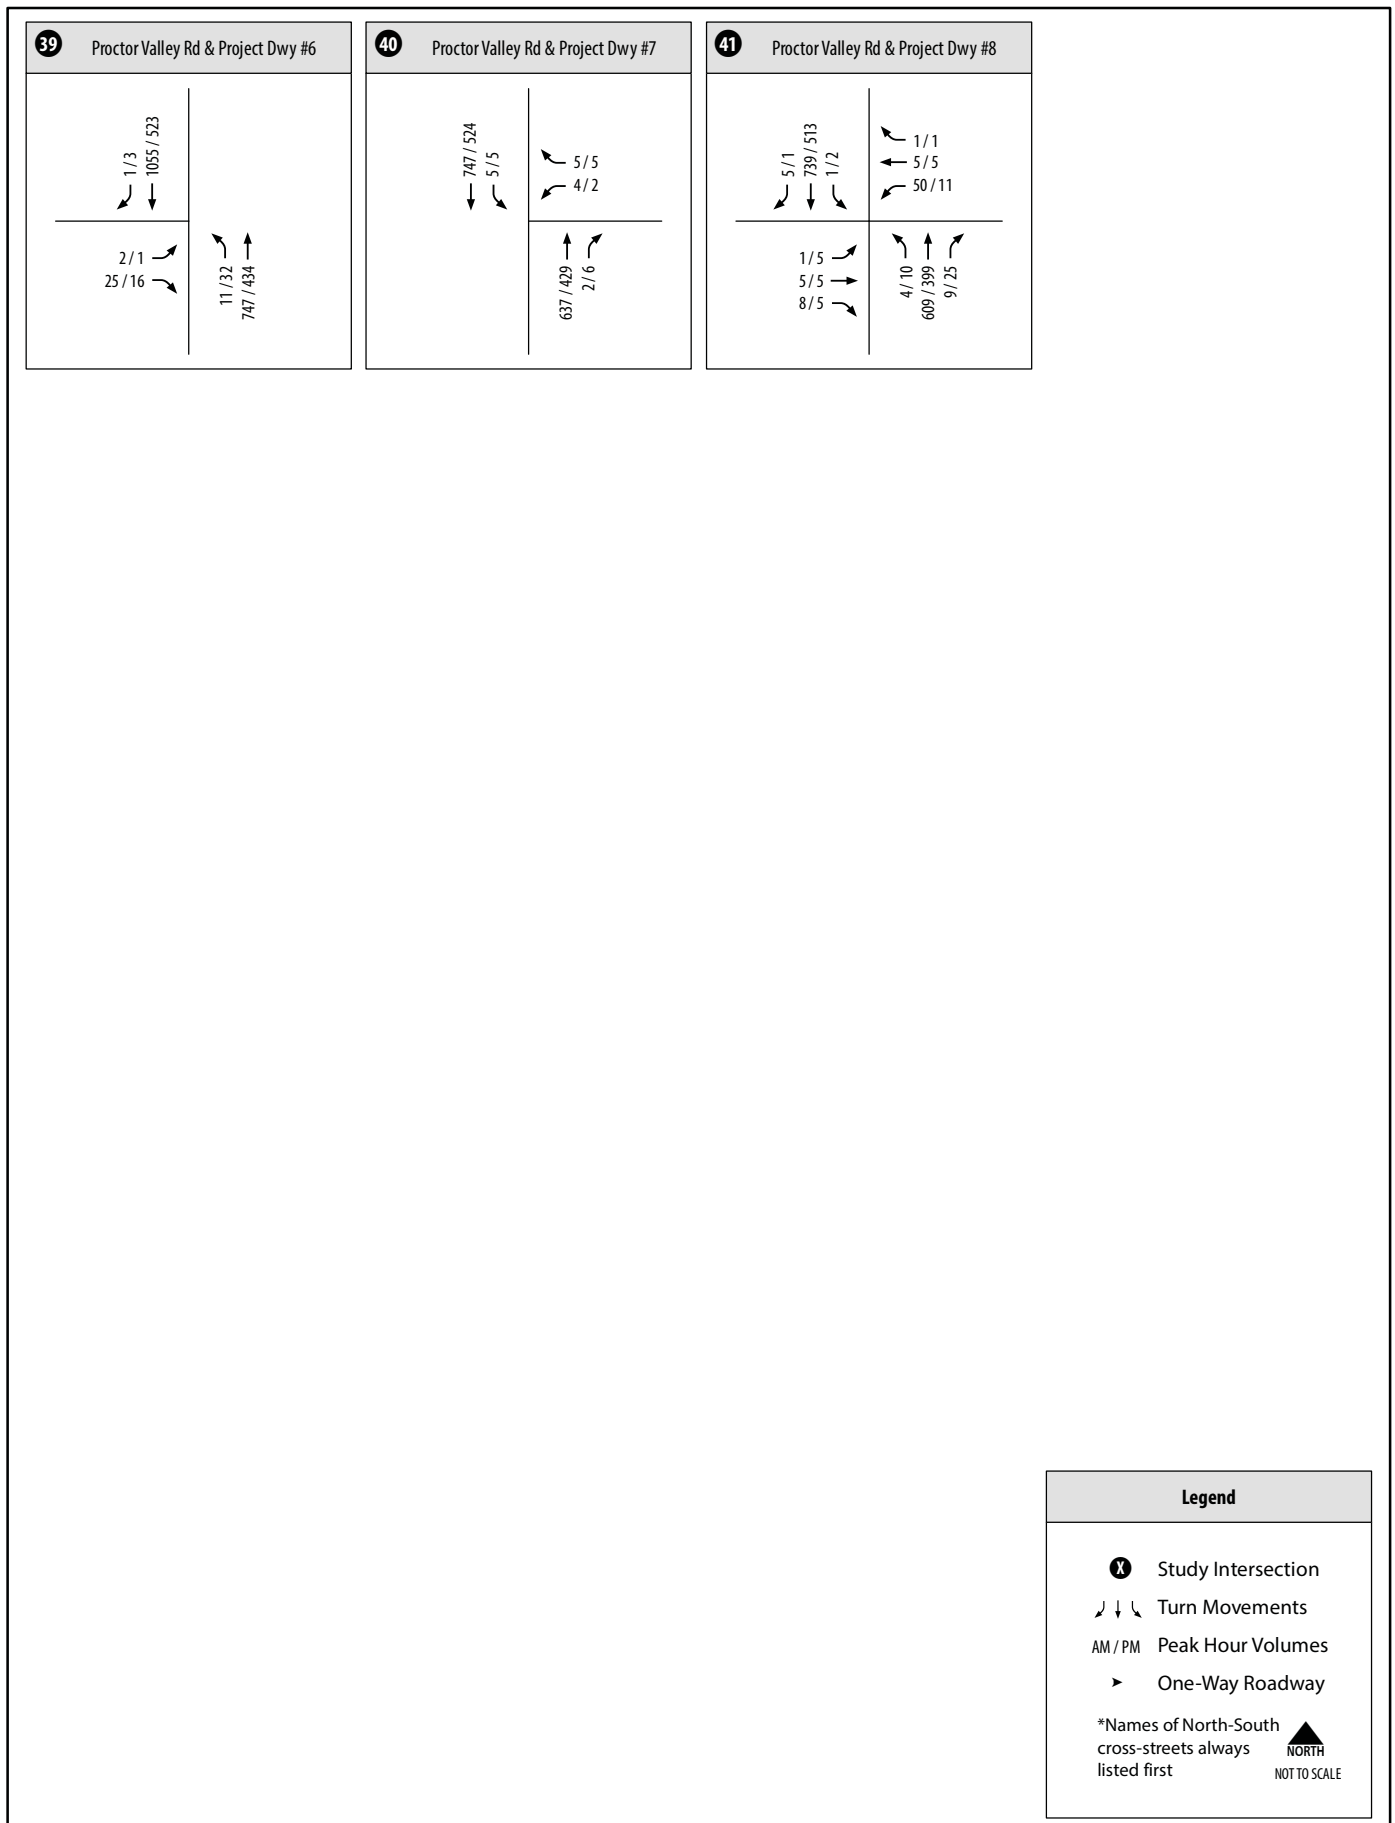 39 Proctor Valley Rd & Project Dwy #6
1 / 3
1055 / 523
2 / 1
25 / 16
11 / 32
747 / 434
40 Proctor Valley Rd & Project Dwy #7
747 / 524
5 / 5
5 / 5
4 / 2
637 / 429
2 / 6
41 Proctor Valley Rd & Project Dwy #8
5 / 1
739 / 513
1 / 2
1 / 1
5 / 5
50 / 11
1 / 5
5 / 5
8 / 5
4 / 10
609 / 399
9 / 25
Legend
X Study Intersection
Turn Movements
AM / PM Peak Hour Volumes
One-Way Roadway
*Names of North-South
cross-streets always
listed first
NORTH
NOT TO SCALE